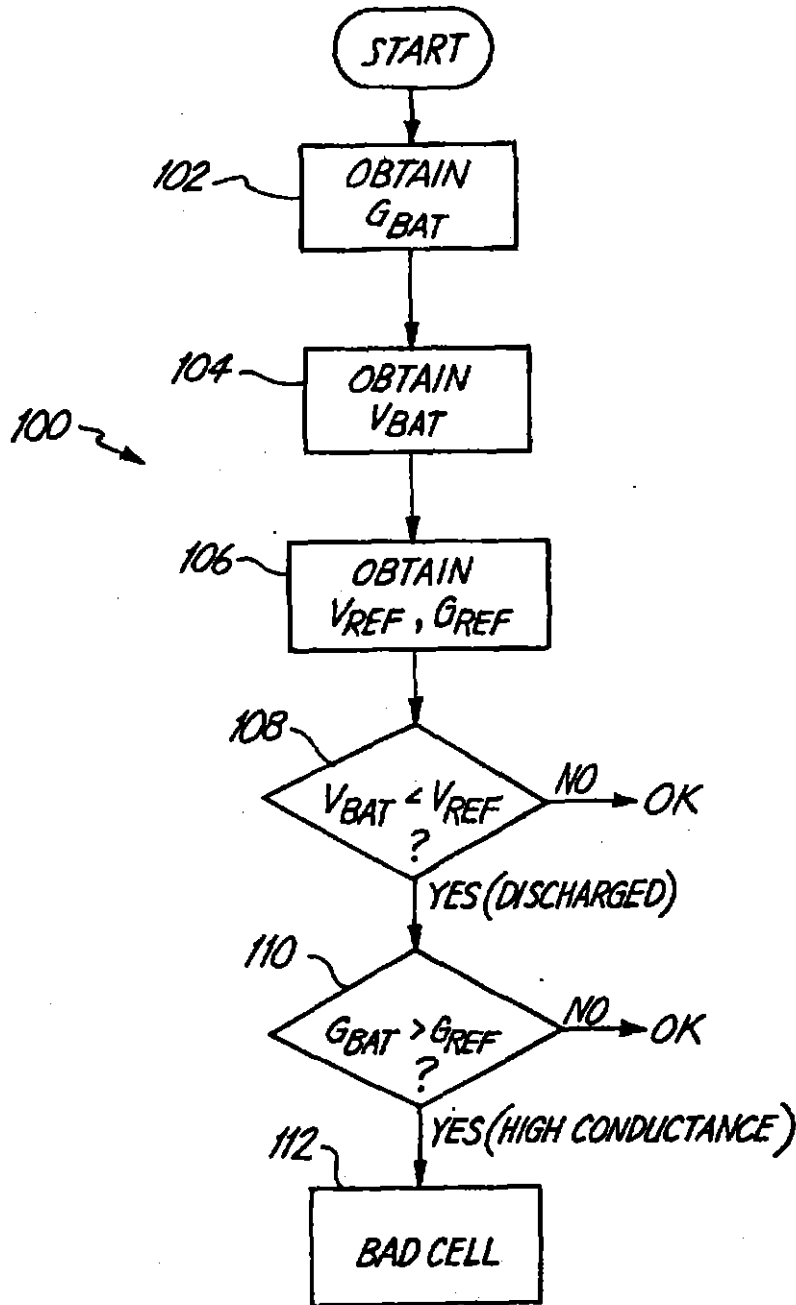 START
102
OBTAIN
GBAT
104
OBTAIN
VBAT
100
106
OBTAIN
VREF, GREF
108
VBAT < VREF
?
NO
OK
YES (DISCHARGED)
110
GBAT > GREF
?
NO
OK
YES (HIGH CONDUCTANCE)
112
BAD CELL